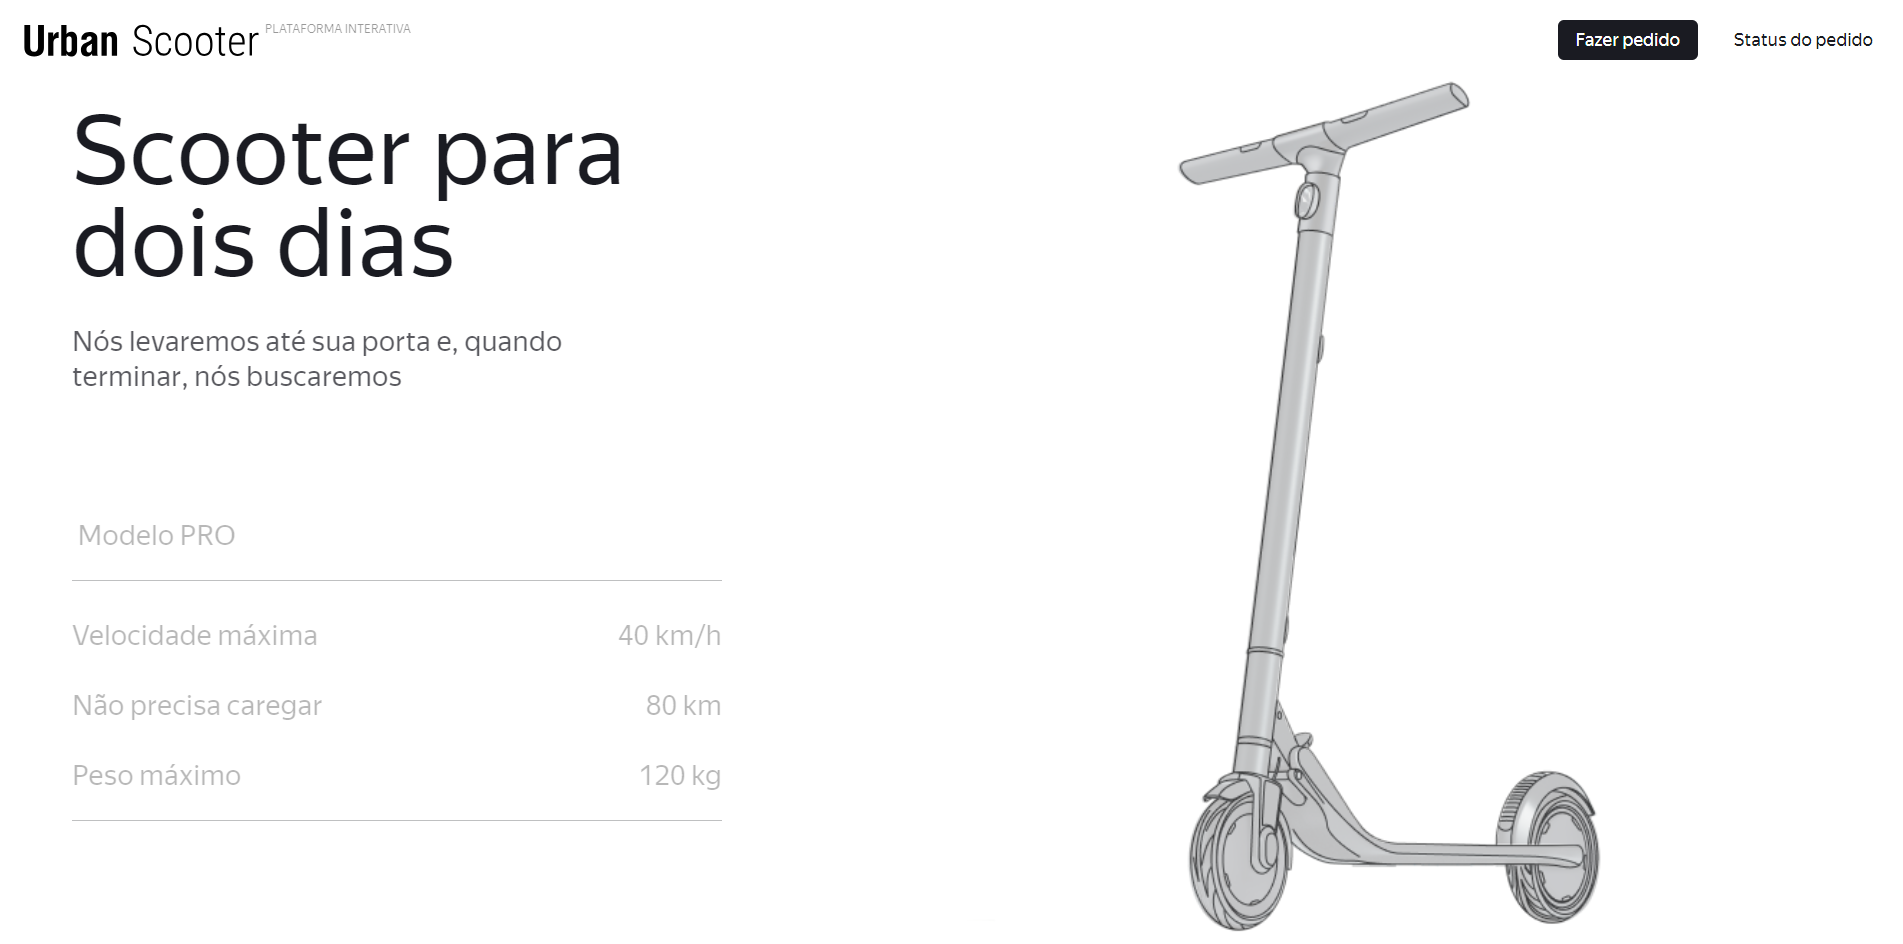 Urban Scooter PLATAFORMA INTERATIVA
Fazer pedido
Status do pedido
Scooter para
dois dias
Nós levaremos até sua porta e, quando
terminar, nós buscaremos
Modelo PRO
Velocidade máxima 40 km/h
Não precisa caregar 80 km
Peso máximo 120 kg